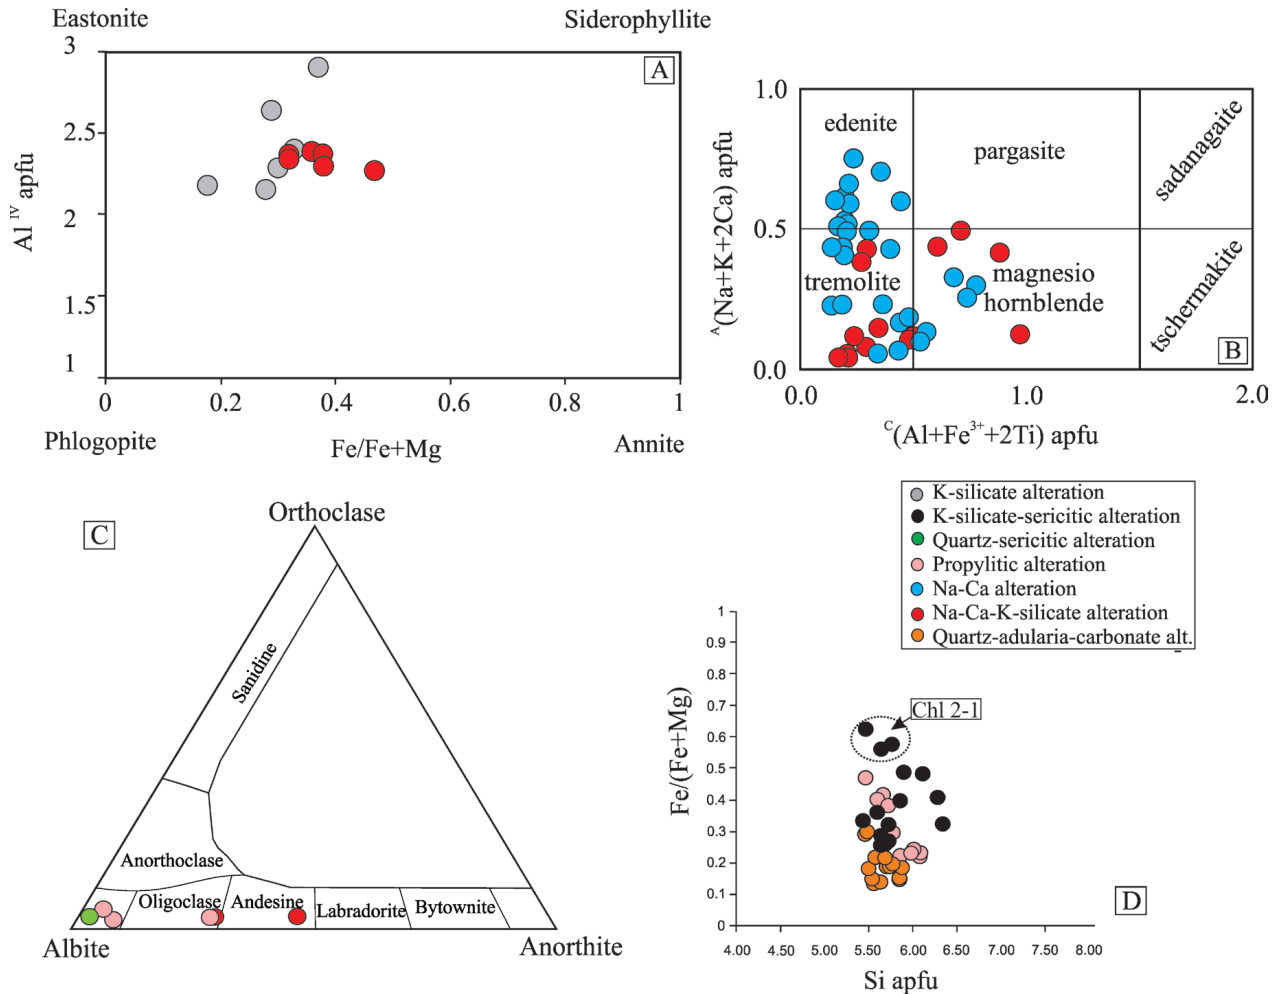 Eastonite
Siderophyllite
3
2.5
2
1.5
1
Al IV apfu
A
0
0.2
0.4
0.6
0.8
1
Phlogopite
Fe/Fe+Mg
Annite
1.0
0.5
0.0
A(Na+K+2Ca) apfu
edenite
pargasite
sadanagaite
tremolite
magnesio
hornblende
tschermakite
B
0.0
1.0
2.0
C(Al+Fe3++2Ti) apfu
C
Orthoclase
Sanidine
Anorthoclase
Oligoclase
Andesine
Labradorite
Bytownite
Albite
Anorthite
K-silicate alteration
K-silicate-sericitic alteration
Quartz-sericitic alteration
Propylitic alteration
Na-Ca alteration
Na-Ca-K-silicate alteration
Quartz-adularia-carbonate alt.
1
0.9
0.8
0.7
0.6
0.5
0.4
0.3
0.2
0.1
0
Fe/(Fe+Mg)
Chl 2-1
D
4.00
5.00
5.50
6.00
6.50
7.00
7.50
8.00
Si apfu